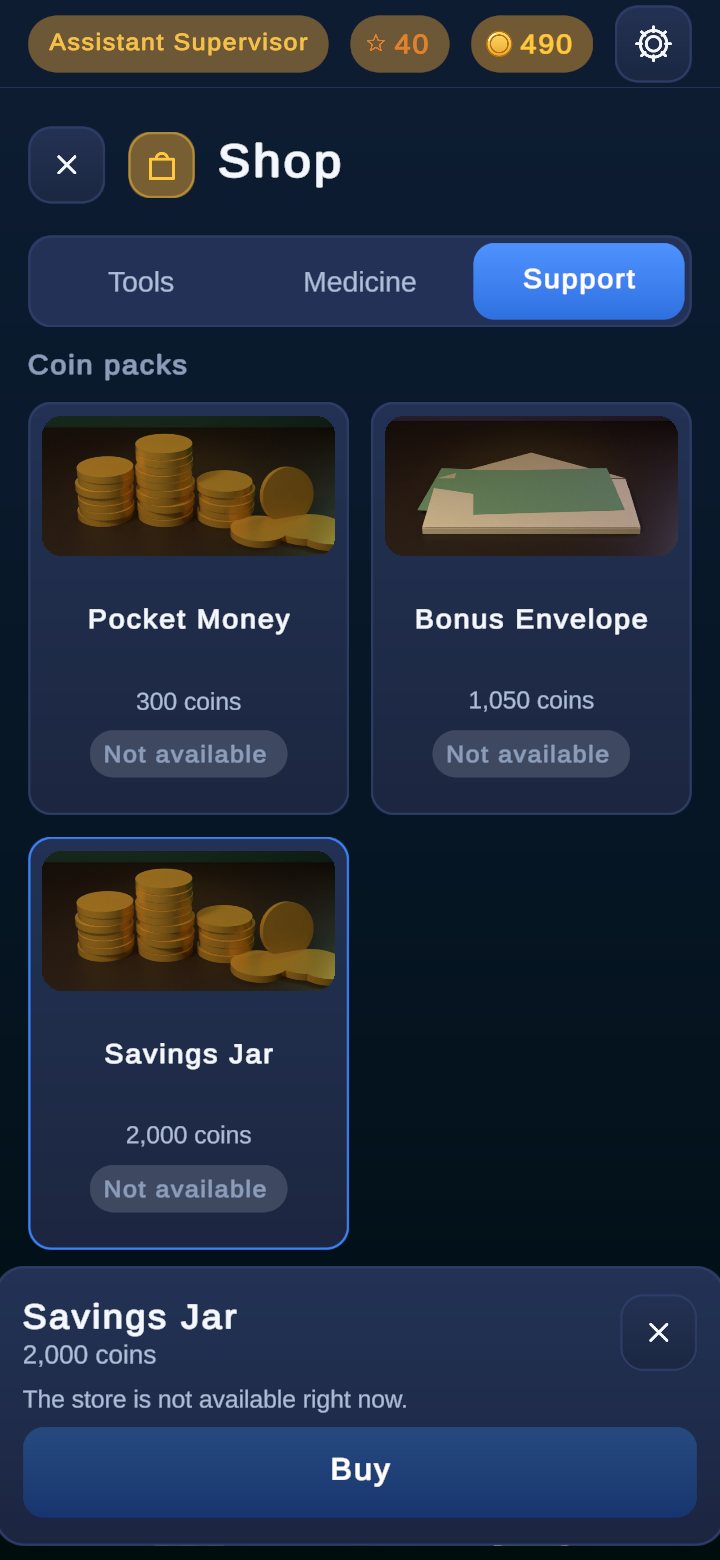 Assistant Supervisor
40
490
Shop
Tools
Medicine
Support
Coin packs
Pocket Money
300 coins
Not available
Bonus Envelope
1,050 coins
Not available
Savings Jar
2,000 coins
Not available
Savings Jar
2,000 coins
The store is not available right now.
Buy